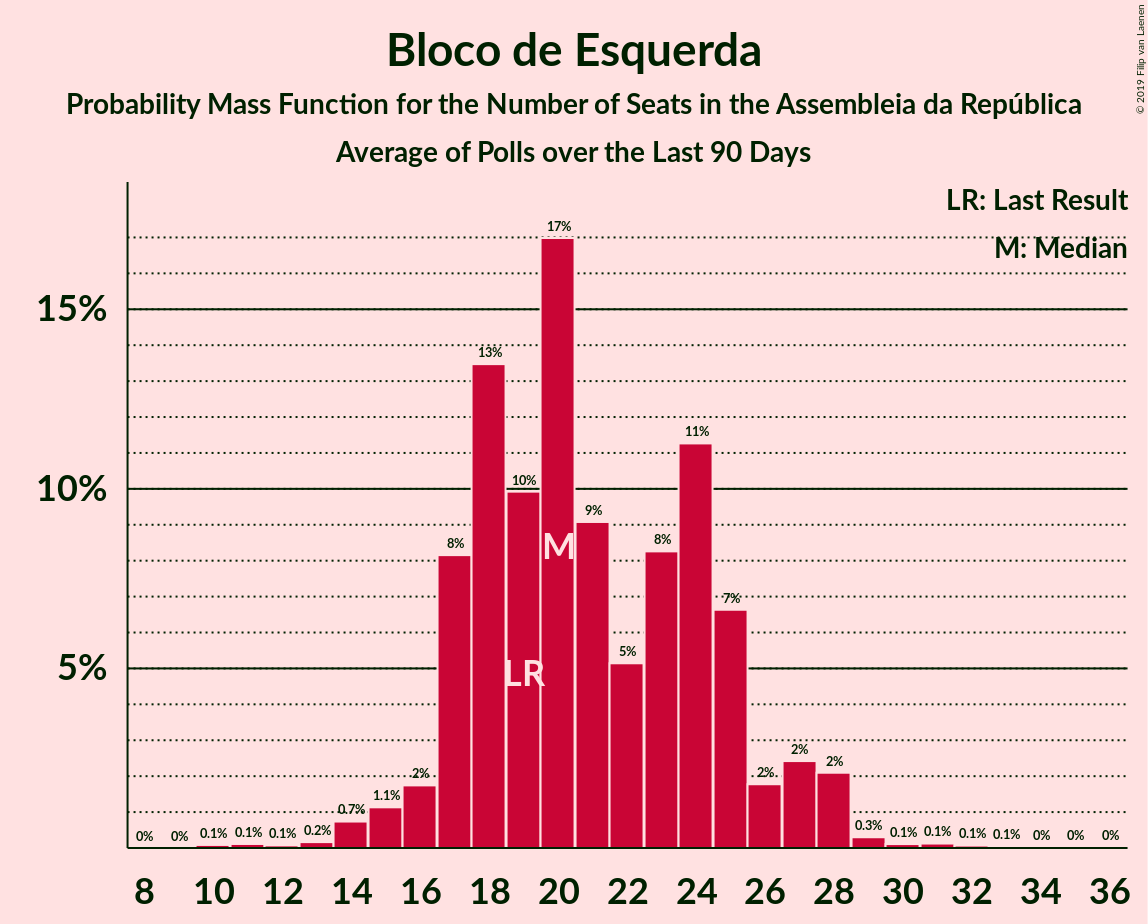 Bloco de Esquerda
Probability Mass Function for the Number of Seats in the Assembleia da República
Average of Polls over the Last 90 Days
© 2019 Filip van Laenen
LR: Last Result
M: Median
15%
10%
5%
0% 0% 0.1% 0.1% 0.1% 0.2% 0.7% 1.1% 2% 8% 13% 10% 17% 9% 5% 8% 11% 7% 2% 2% 2% 0.3% 0.1% 0.1% 0.1% 0.1% 0% 0% 0%
M
LR
8 10 12 14 16 18 20 22 24 26 28 30 32 34 36